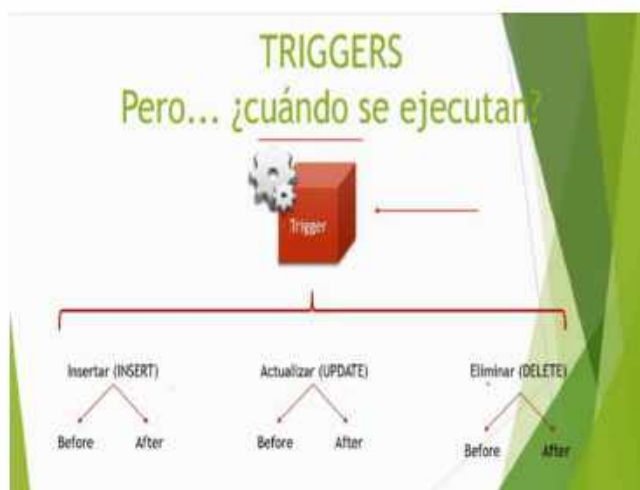 TRIGGERS
Pero... ¿cuándo se ejecutan?
Trigger
Insertar (INSERT)
Actualizar (UPDATE)
Eliminar (DELETE)
Before
After
Before
After
Before
After